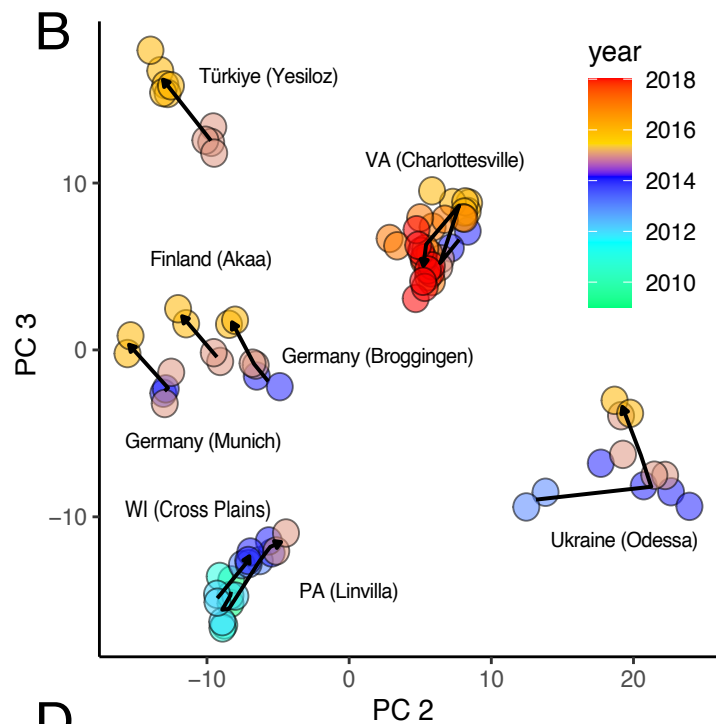 B
year
2018
2016
2014
2012
2010
Türkiye (Yesiloz)
VA (Charlottesville)
10
Finland (Akaa)
PC 3
0
Germany (Broggingen)
Germany (Munich)
WI (Cross Plains)
−10
Ukraine (Odessa)
PA (Linvilla)
−10
0
10
20
PC 2
D